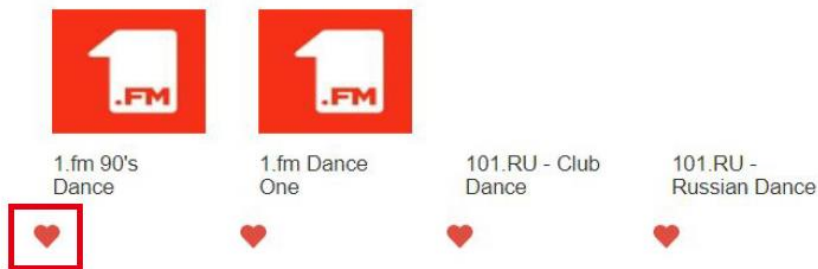 .FM
.FM
1.fm 90's
Dance
1.fm Dance
One
101.RU - Club
Dance
101.RU -
Russian Dance